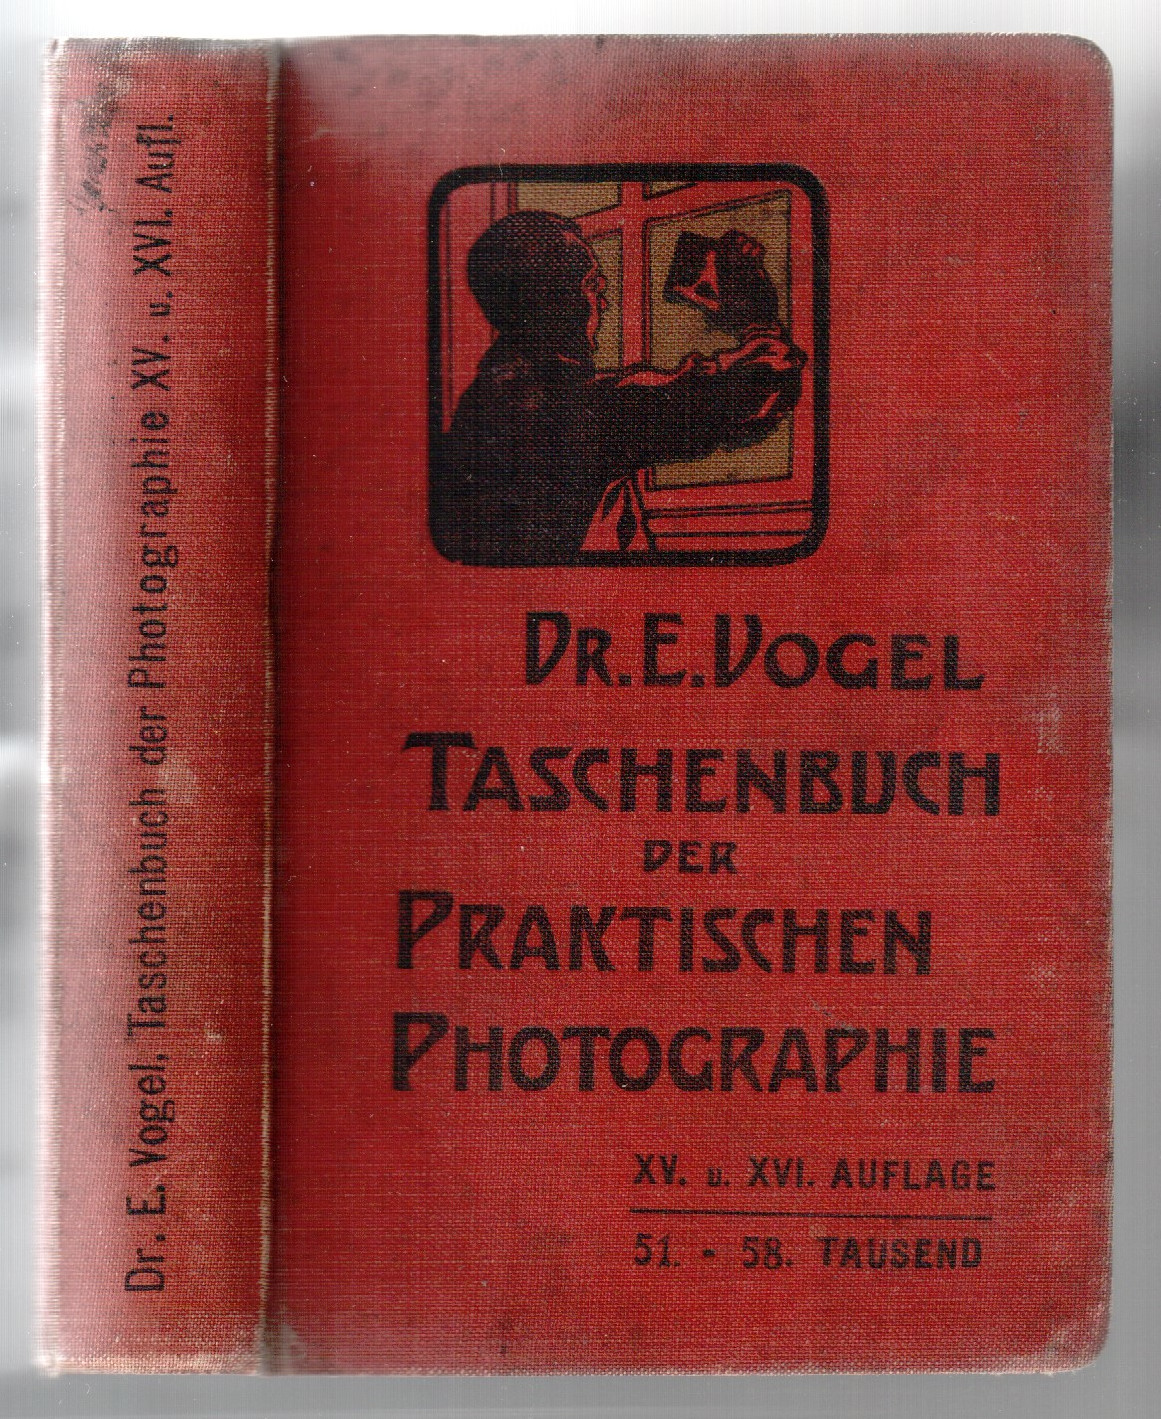 Dr. E. Vogel, Taschenbuch der Photographie XV. u. XVI. Aufl.
DR. E. VOGEL
TASCHENBUCH
DER
PRAKTISCHEN
PHOTOGRAPHIE
XV. u. XVI. AUFLAGE
51. - 58. TAUSEND